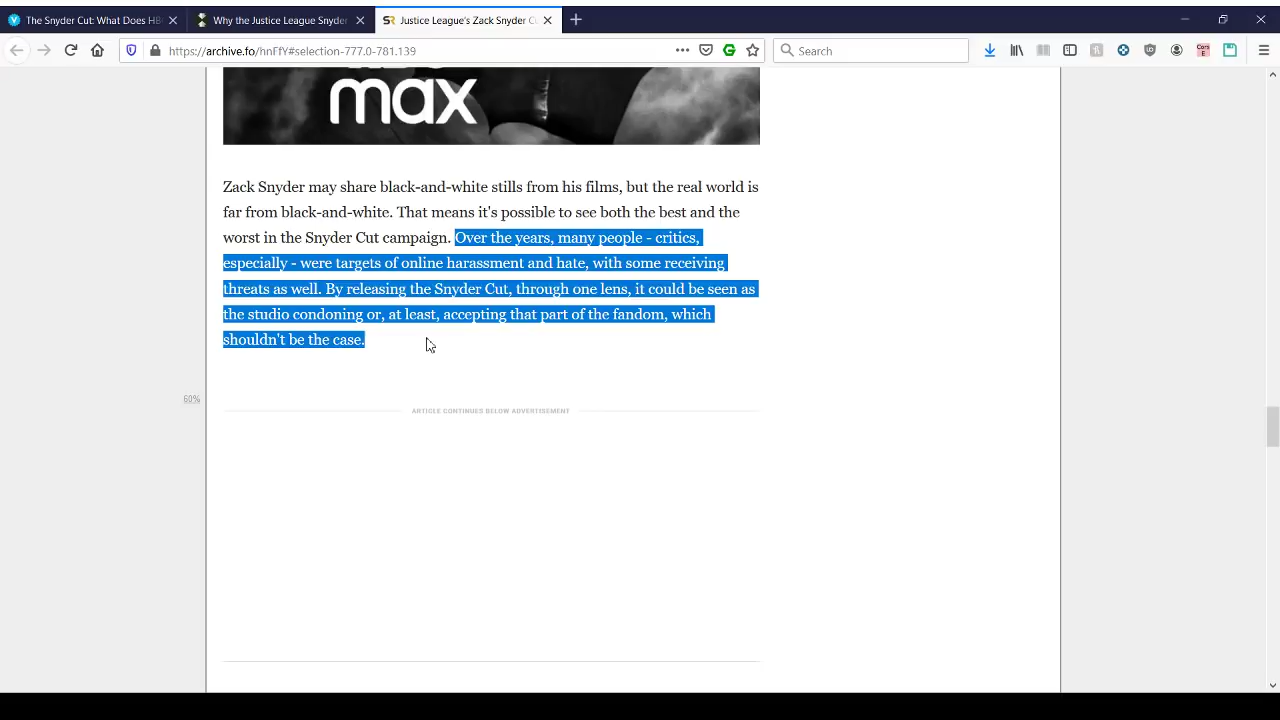 The Snyder Cut: What Does HB
Why the Justice League Snyder
SR Justice League's Zack Snyder C
https://archive.fo/hnFfY#selection-777.0-781.139
Search
max
Zack Snyder may share black-and-white stills from his films, but the real world is
far from black-and-white. That means it's possible to see both the best and the
worst in the Snyder Cut campaign. Over the years, many people - critics,
especially - were targets of online harassment and hate, with some receiving
threats as well. By releasing the Snyder Cut, through one lens, it could be seen as
the studio condoning or, at least, accepting that part of the fandom, which
shouldn't be the case.
60%
ARTICLE CONTINUES BELOW ADVERTISEMENT